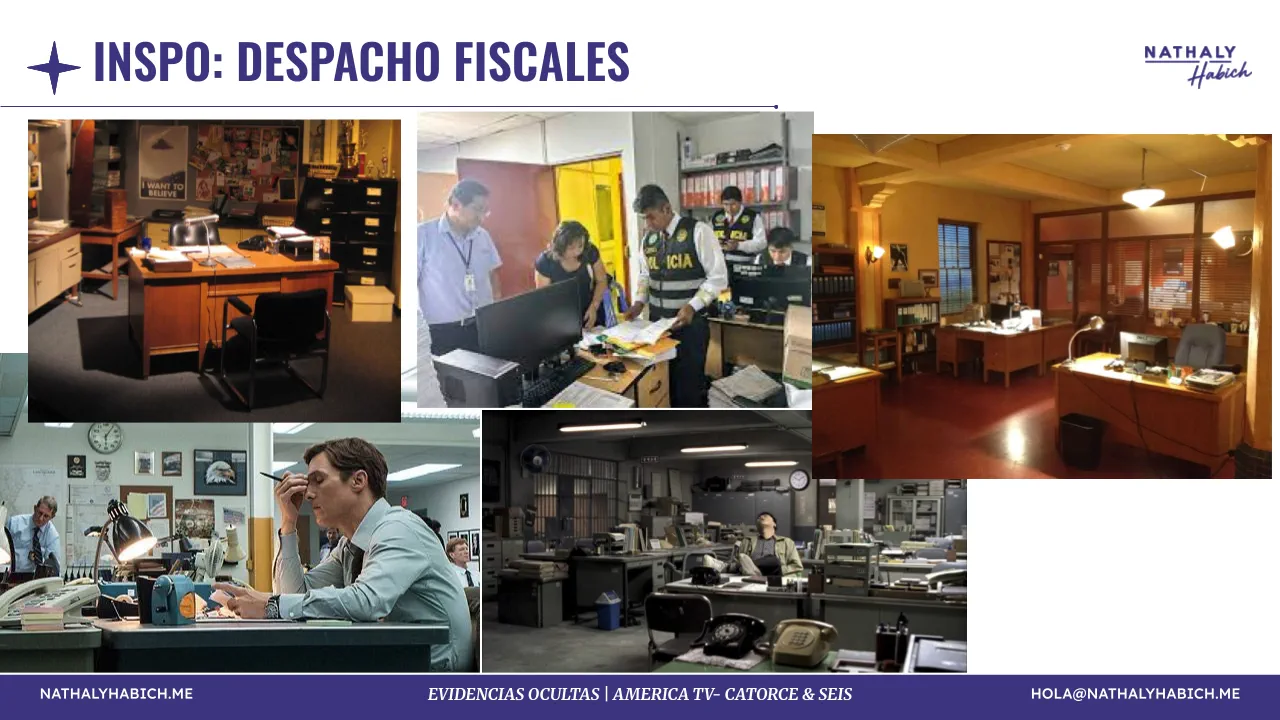 INSPO: DESPACHO FISCALES
NATHALY
Habich
I WANT TO
BELIEVE
POLICIA
NATHALYHABICH.ME
EVIDENCIAS OCULTAS | AMERICA TV- CATORCE & SEIS
HOLA@NATHALYHABICH.ME